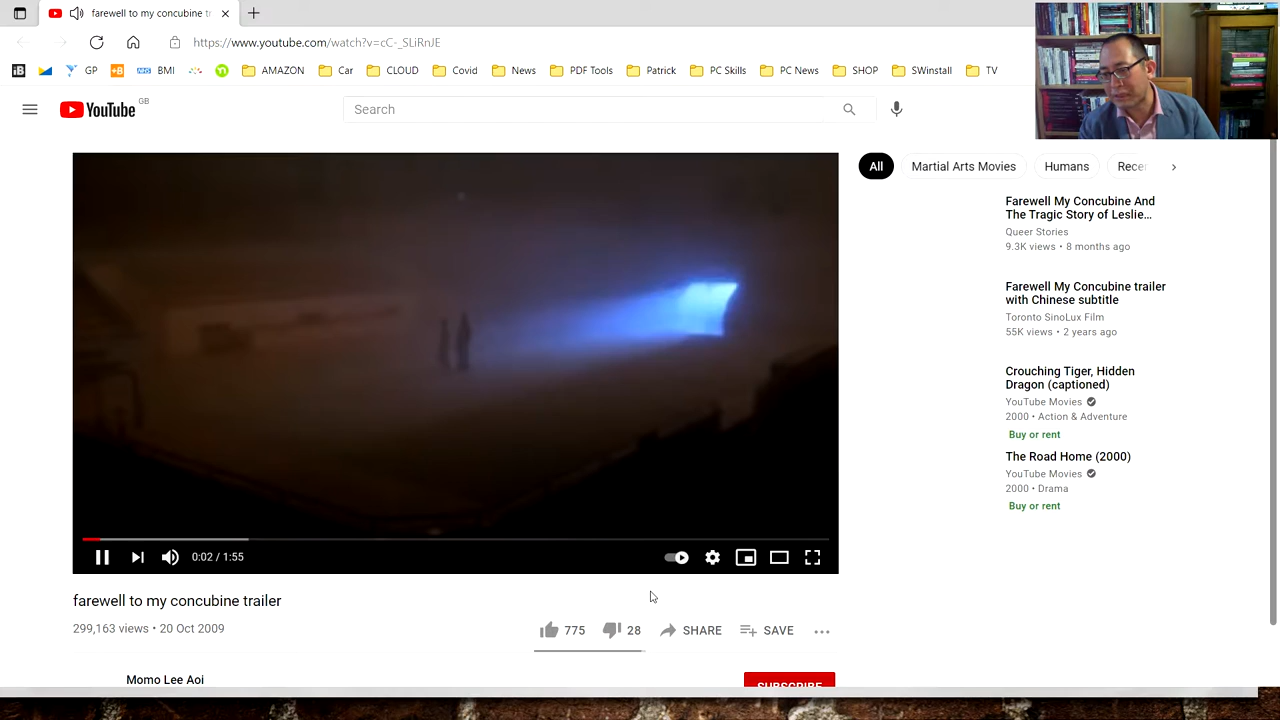 farewell to my concubine tr
https://www.youtube.com/watch?v=
GP
BMI
AMAZON
Car
CLOUD
Covid
News
PDF Tools
Patrick
PC News
SHOP
SWinstall
TV
YouTube GB
Search
All
Martial Arts Movies
Humans
Rece
Farewell My Concubine And
The Tragic Story of Leslie…
Queer Stories
9.3K views • 8 months ago
Farewell My Concubine trailer
with Chinese subtitle
Toronto SinoLux Film
55K views • 2 years ago
Crouching Tiger, Hidden
Dragon (captioned)
YouTube Movies
2000 • Action & Adventure
Buy or rent
The Road Home (2000)
YouTube Movies
2000 • Drama
Buy or rent
0:02 / 1:55
farewell to my concubine trailer
299,163 views • 20 Oct 2009
775
28
SHARE
SAVE
Momo Lee Aoi
SUBSCRIBE